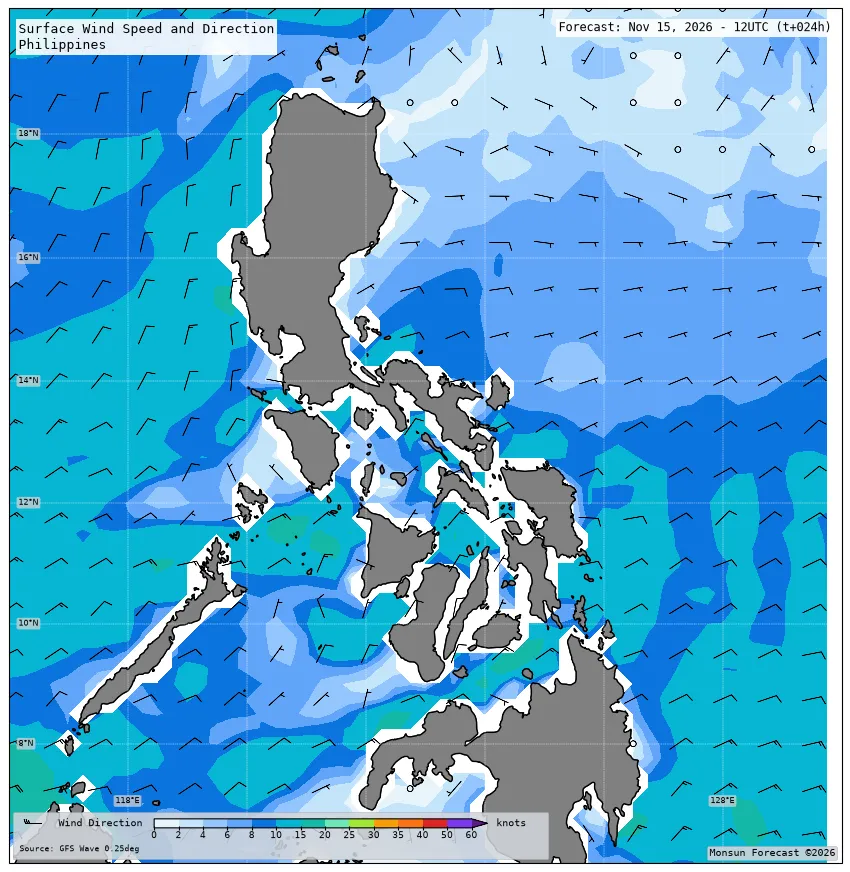 Surface Wind Speed and Direction
Philippines
Forecast: Nov 15, 2026 - 12UTC (t+024h)
18°N
16°N
14°N
12°N
10°N
8°N
118°E
128°E
Wind Direction
knots
0 2 4 6 8 10 15 20 25 30 35 40 50 60
Source: GFS Wave 0.25deg
Monsun Forecast ©2026